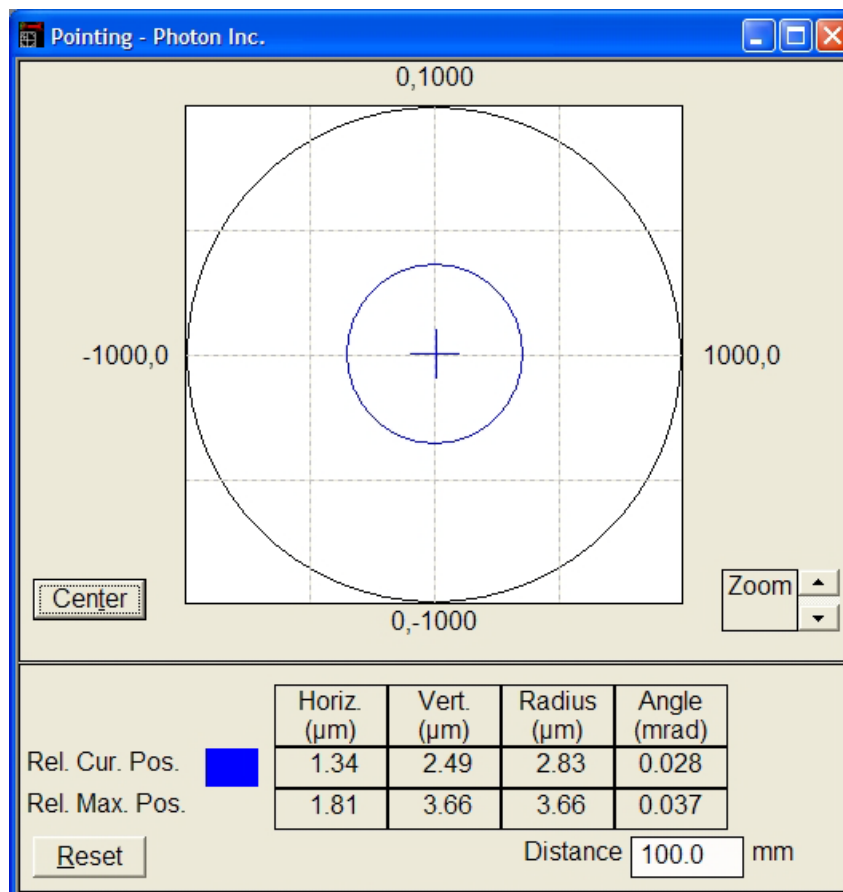 Pointing - Photon Inc.
0,1000
-1000,0
1000,0
Center
Zoom
0,-1000
Horiz. (µm) Vert. (µm) Radius (µm) Angle (mrad)
Rel. Cur. Pos. 1.34 2.49 2.83 0.028
Rel. Max. Pos. 1.81 3.66 3.66 0.037
Reset
Distance 100.0 mm